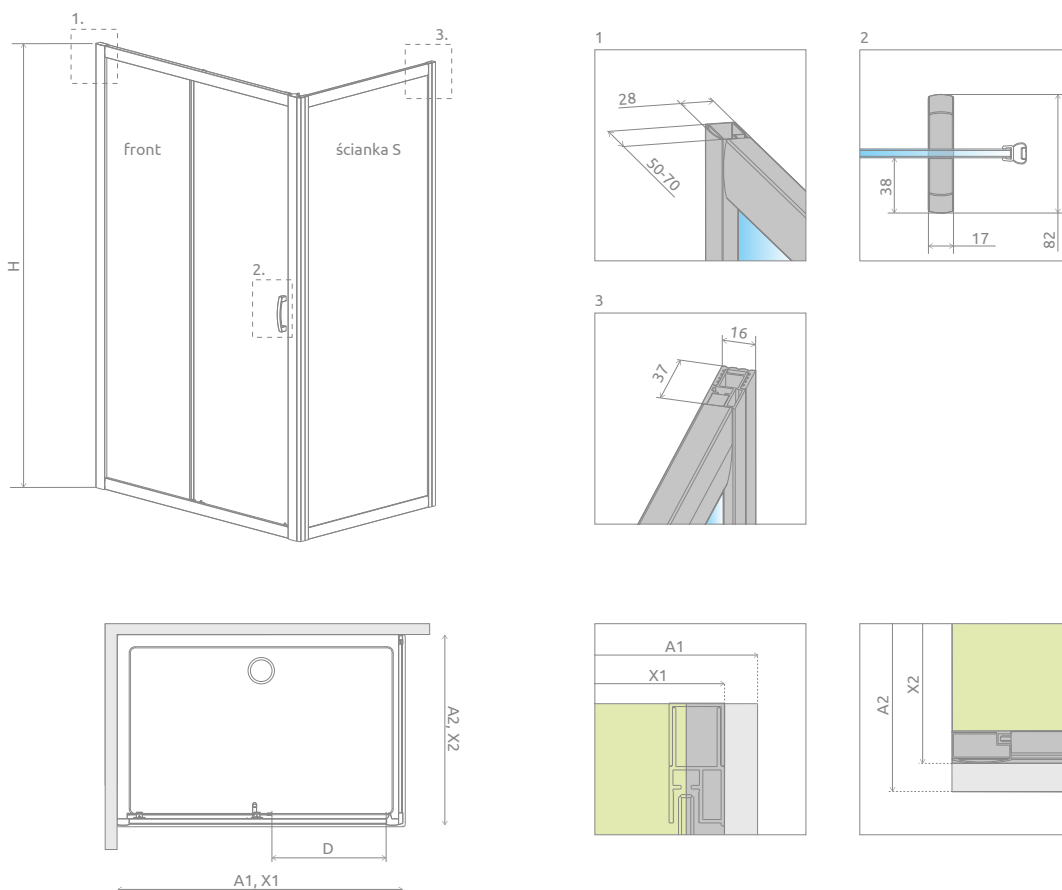 1.
3.
front
ścianka S
H
2.
1
28
50-70
2
38
17
82
3
16
37
A2, X2
D
A1, X1
A1
X1
A2
X2